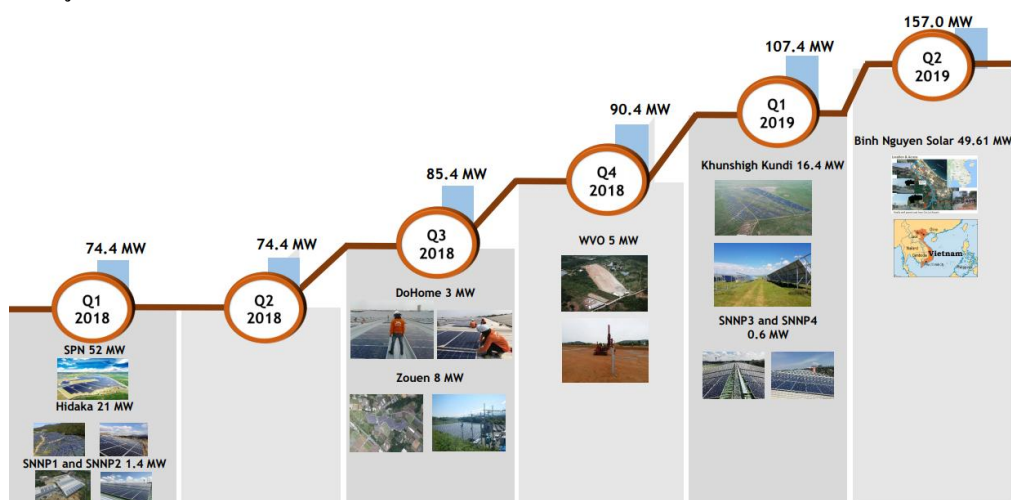 74.4 MW
Q1
2018
SPN 52 MW
Hidaka 21 MW
SNNP1 and SNNP2 1.4 MW
74.4 MW
Q2
2018
85.4 MW
Q3
2018
DoHome 3 MW
Zouen 8 MW
90.4 MW
Q4
2018
WVO 5 MW
107.4 MW
Q1
2019
Khunshigh Kundi 16.4 MW
SNNP3 and SNNP4
0.6 MW
157.0 MW
Q2
2019
Binh Nguyen Solar 49.61 MW
Vietnam